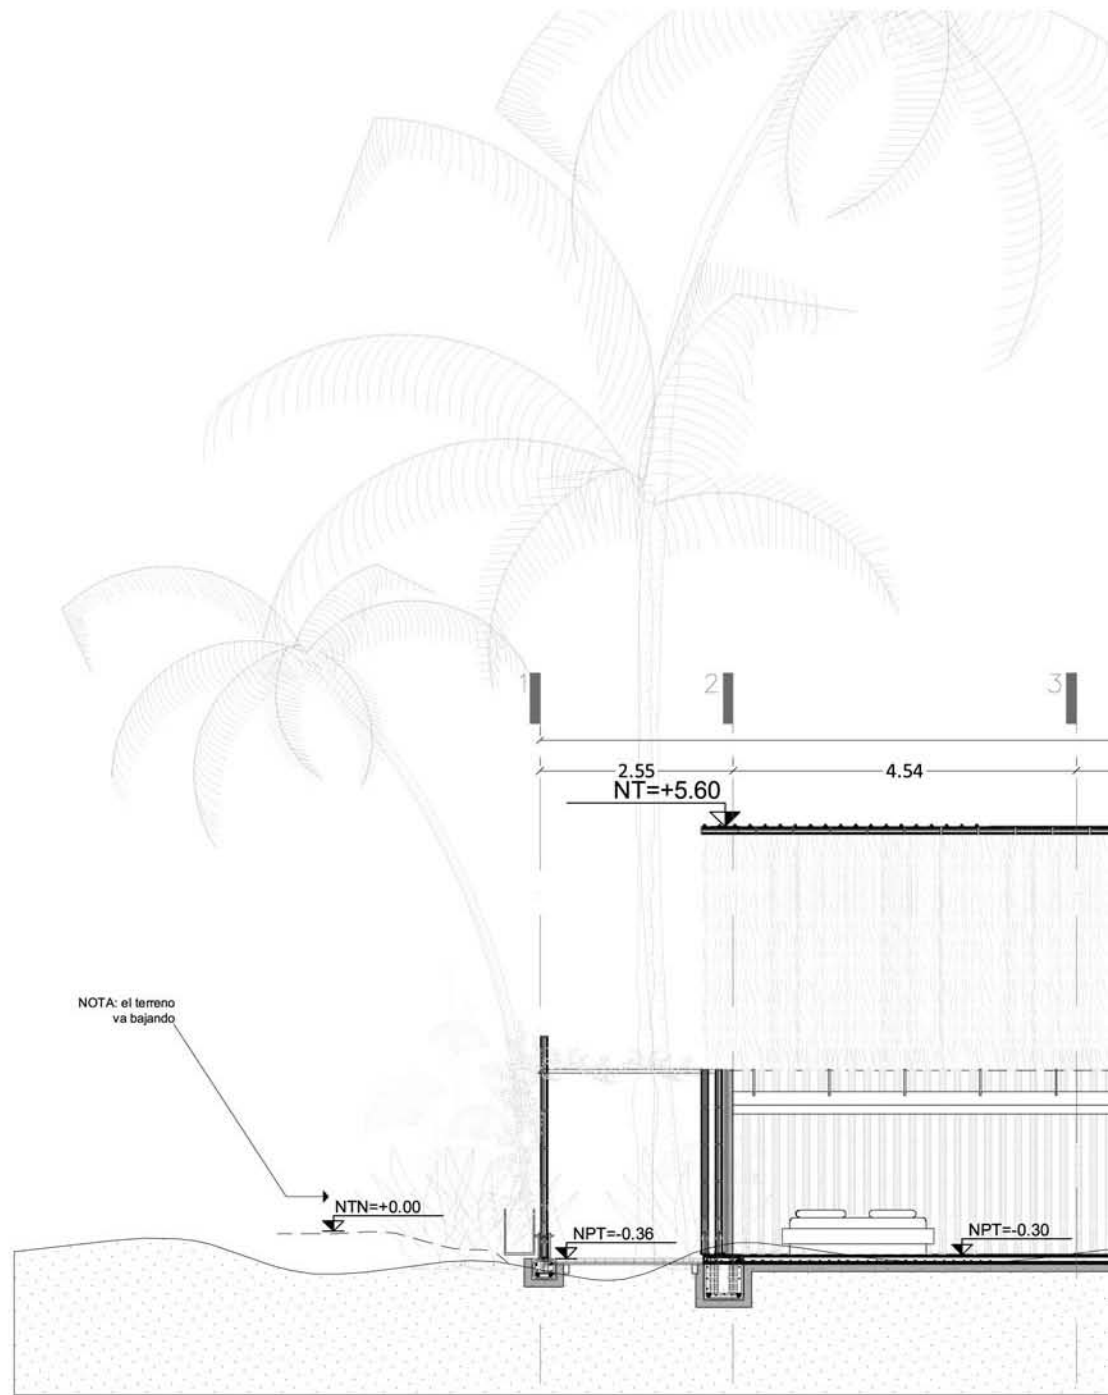 1 2 3
2.55 4.54
NT=+5.60
NOTA: el terreno
va bajando
NTN=+0.00
NPT=-0.36 NPT=-0.30